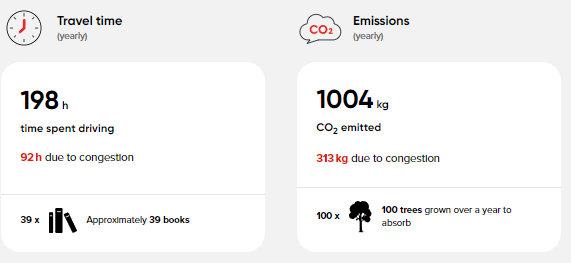 Travel time
(yearly)
198 h
time spent driving
92 h due to congestion
39 x
Approximately 39 books
CO₂
Emissions
(yearly)
1004 kg
CO₂ emitted
313 kg due to congestion
100 x
100 trees grown over a year to
absorb